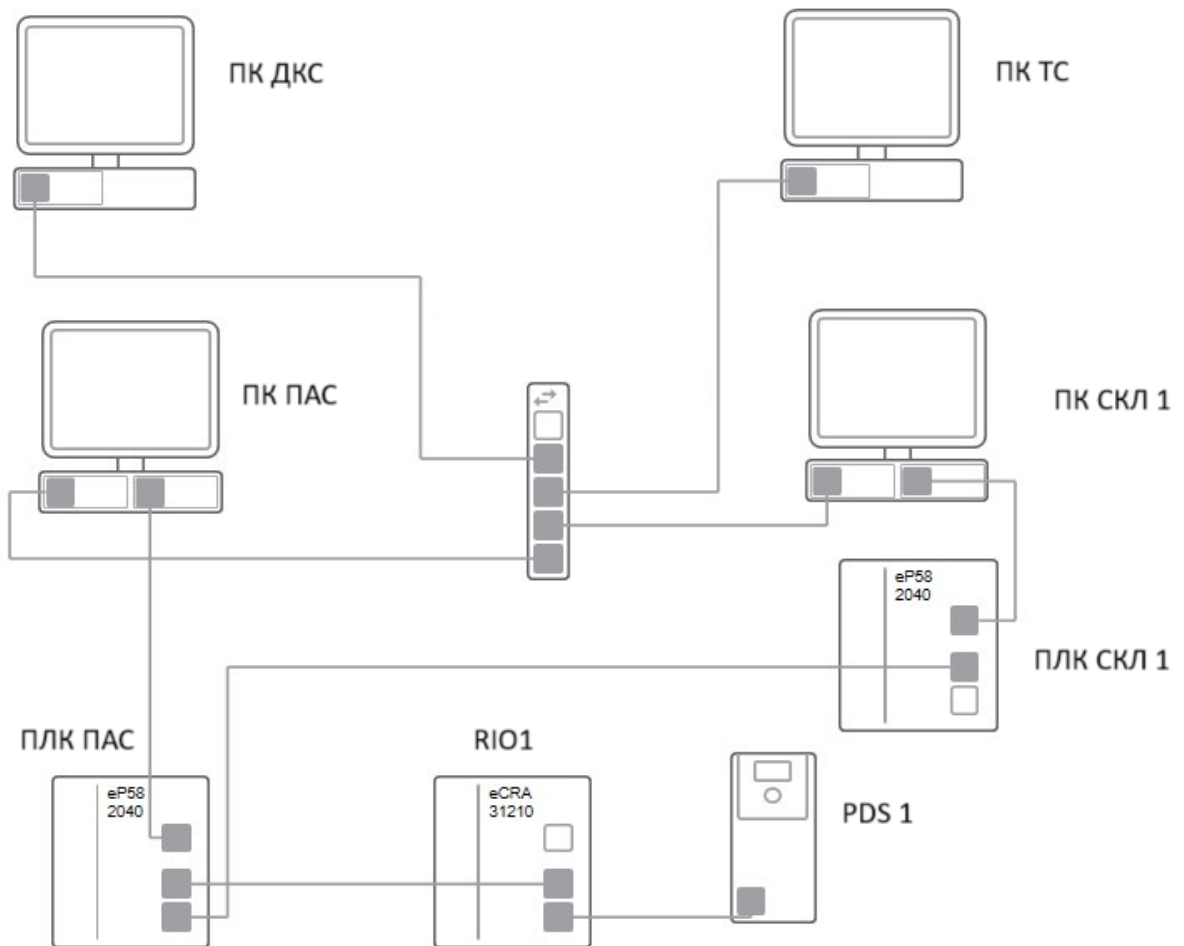 ПК ДКС
ПК ТС
ПК ПАС
ПК СКЛ 1
eP58
2040
ПЛК СКЛ 1
ПЛК ПАС
RIO1
eP58
2040
eCRA
31210
PDS 1